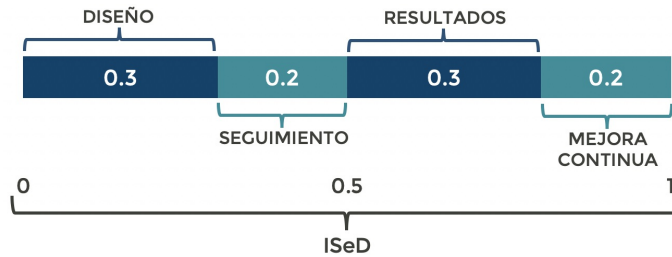 DISEÑO
RESULTADOS
0.3
0.2
0.3
0.2
SEGUIMIENTO
MEJORA
CONTINUA
0
0.5
1
ISeD